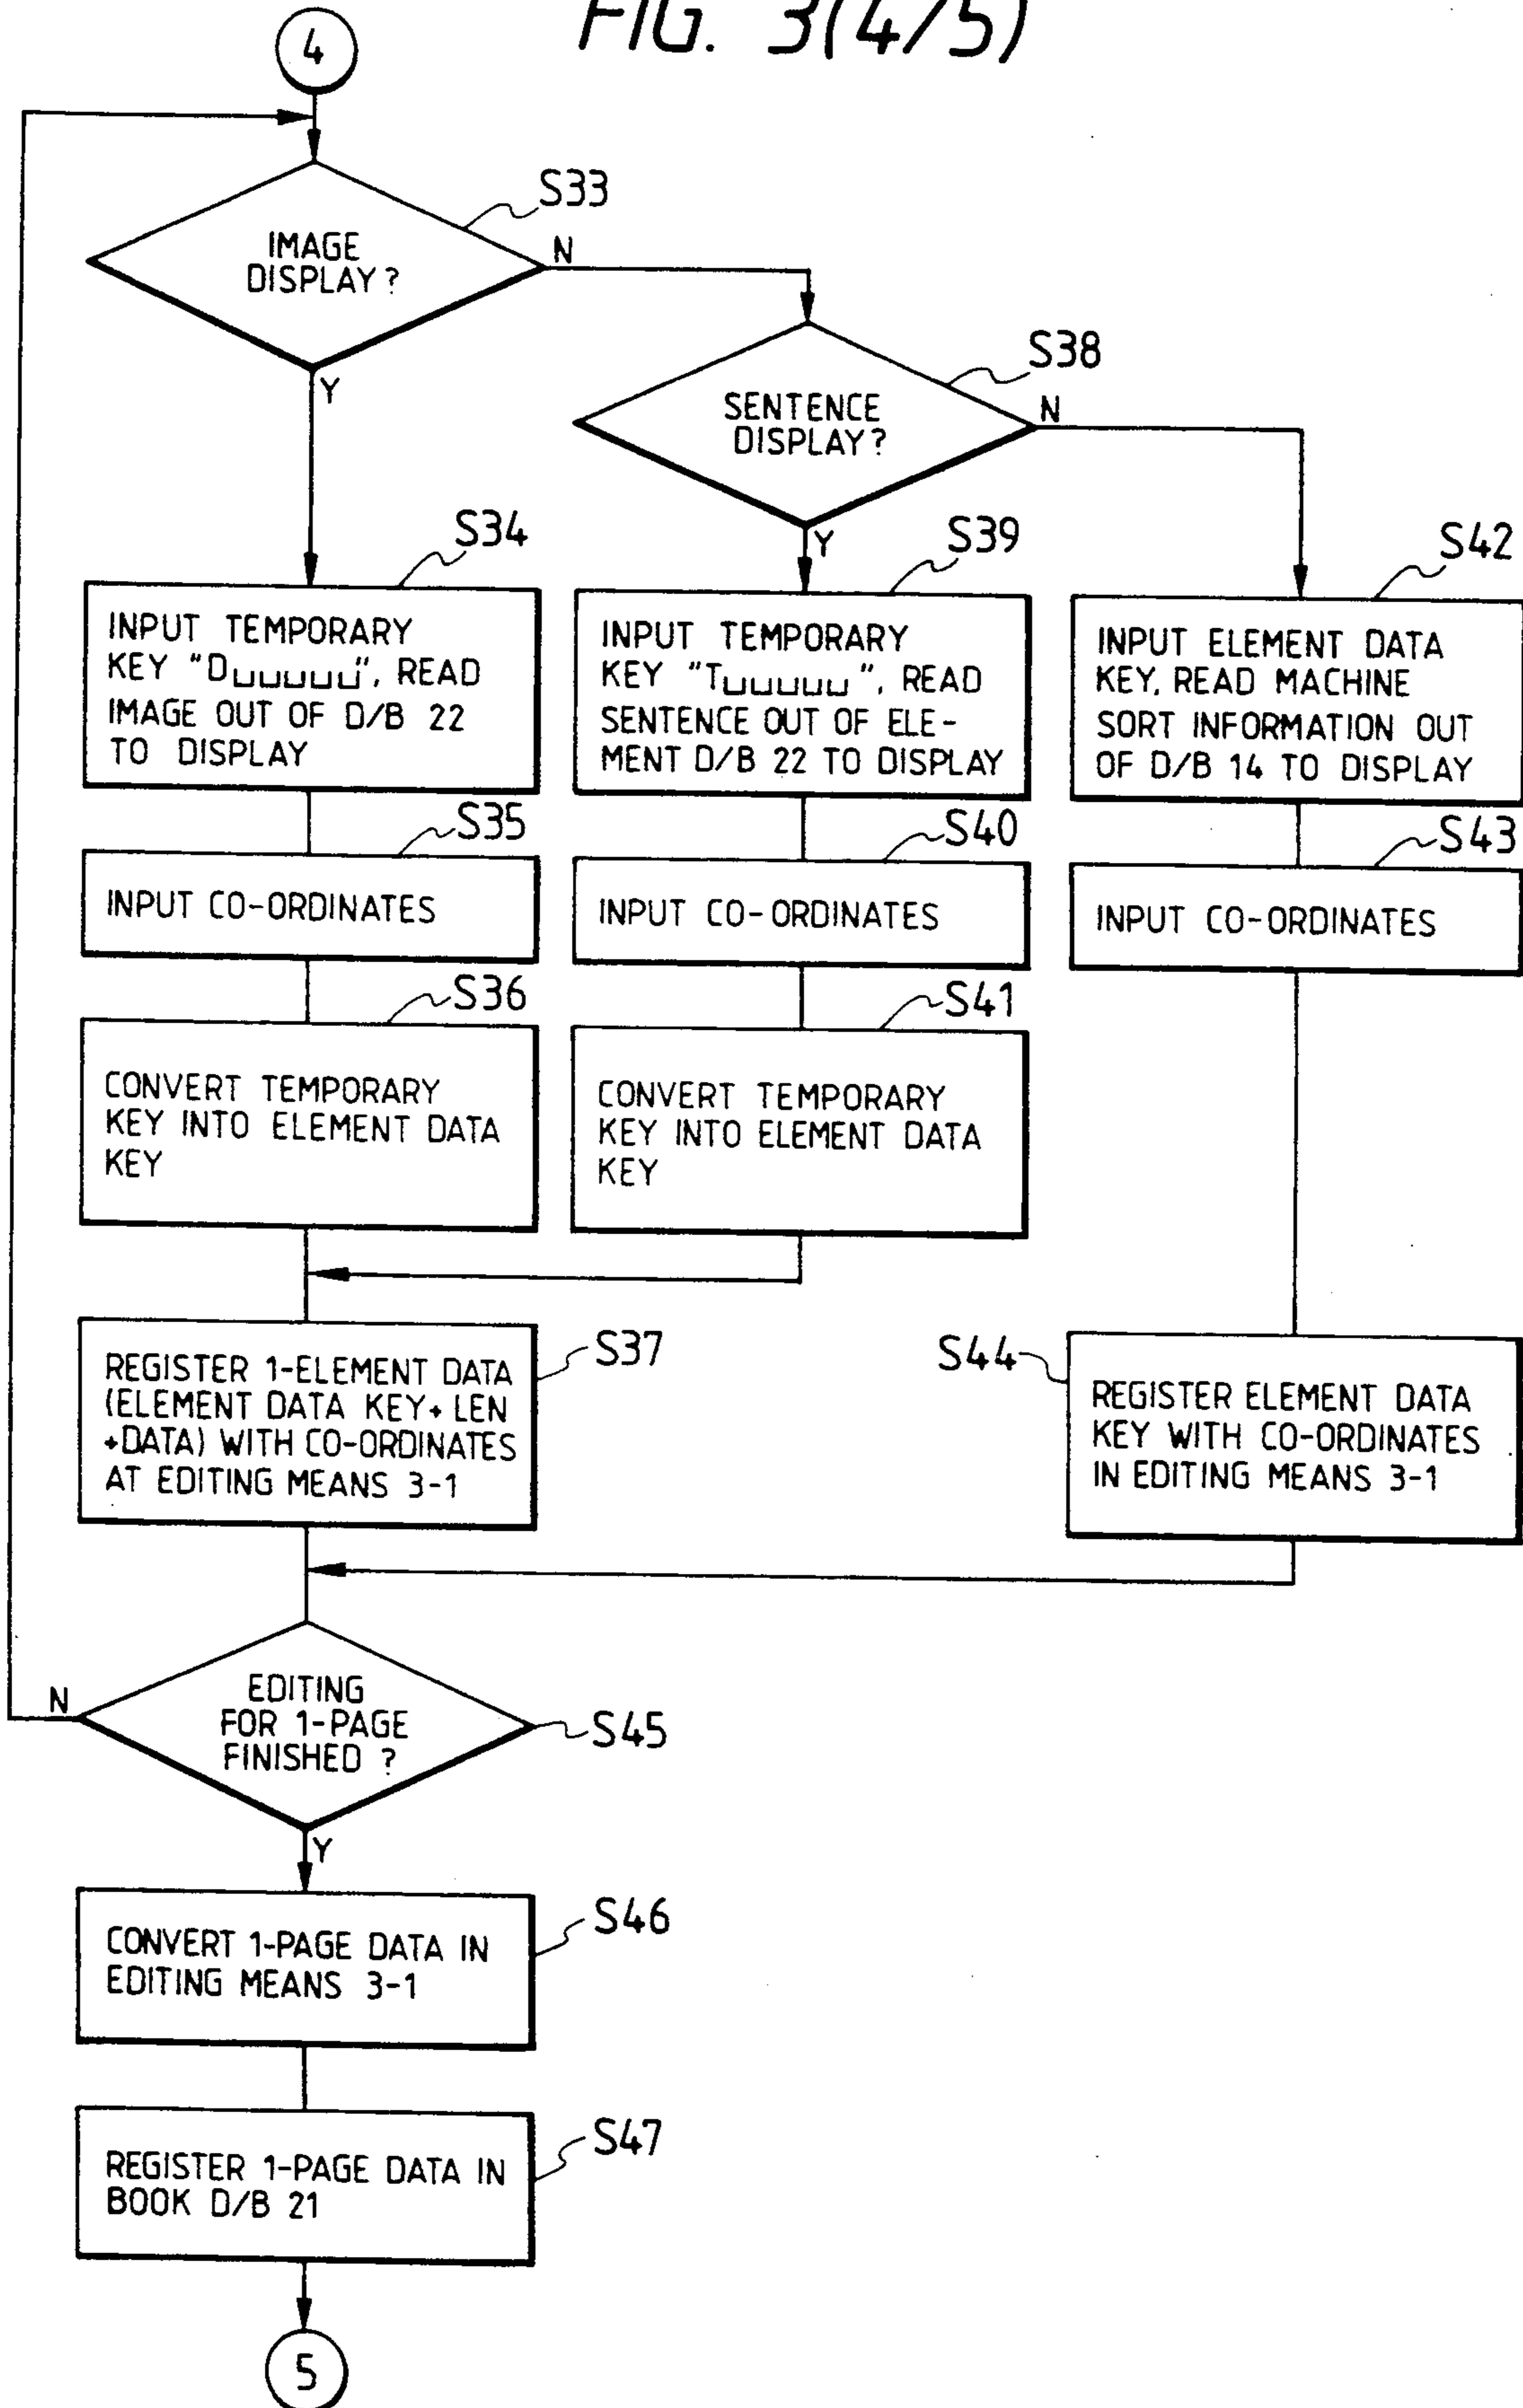 FIG. 3(4/5)
4
S33
IMAGE
DISPLAY?
N
Y
S38
SENTENCE
DISPLAY?
N
Y
S34
INPUT TEMPORARY
KEY "D␣␣␣␣␣␣", READ
IMAGE OUT OF D/B 22
TO DISPLAY
S39
INPUT TEMPORARY
KEY "T␣␣␣␣␣␣", READ
SENTENCE OUT OF ELE-
MENT D/B 22 TO DISPLAY
S42
INPUT ELEMENT DATA
KEY, READ MACHINE
SORT INFORMATION OUT
OF D/B 14 TO DISPLAY
S35
INPUT CO-ORDINATES
S40
INPUT CO-ORDINATES
S43
INPUT CO-ORDINATES
S36
CONVERT TEMPORARY
KEY INTO ELEMENT DATA
KEY
S41
CONVERT TEMPORARY
KEY INTO ELEMENT DATA
KEY
S37
REGISTER 1-ELEMENT DATA
(ELEMENT DATA KEY+ LEN
+DATA) WITH CO-ORDINATES
AT EDITING MEANS 3-1
S44
REGISTER ELEMENT DATA
KEY WITH CO-ORDINATES
IN EDITING MEANS 3-1
EDITING
FOR 1-PAGE
FINISHED ?
N
S45
Y
S46
CONVERT 1-PAGE DATA IN
EDITING MEANS 3-1
S47
REGISTER 1-PAGE DATA IN
BOOK D/B 21
5